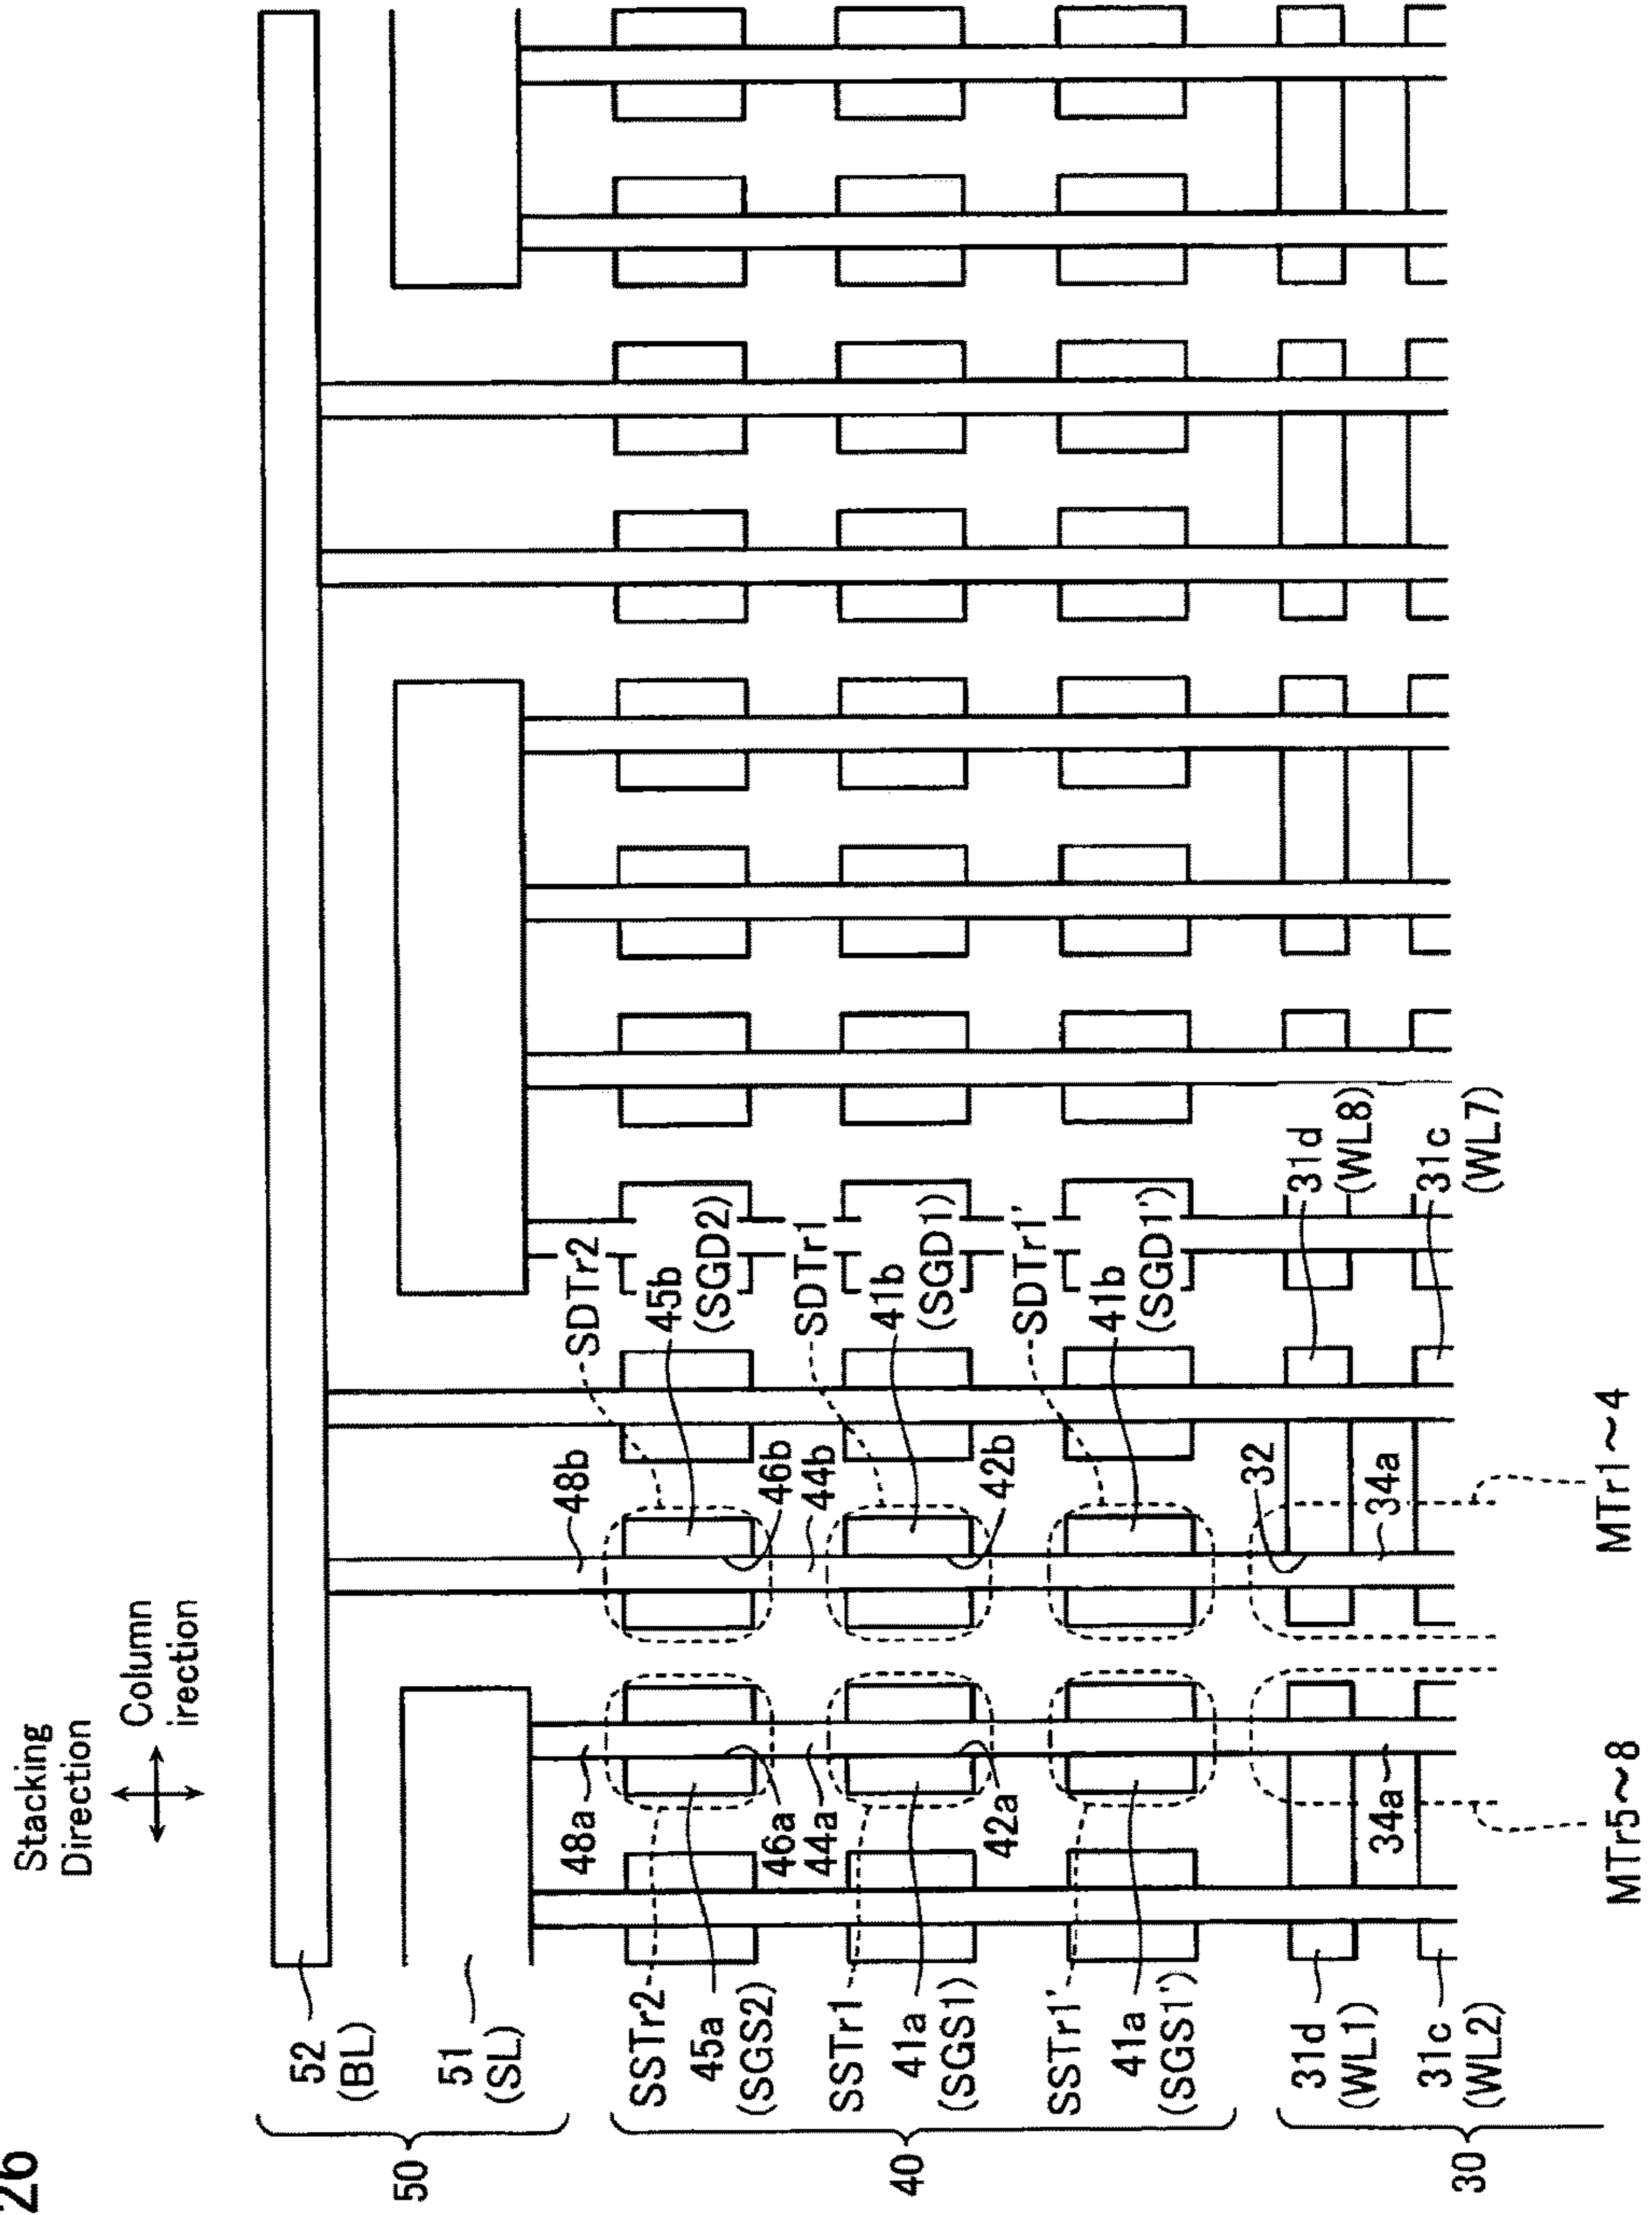 26
Stacking
Direction
Column
irection
52
(BL)
51
(SL)
50
SSTr2
45a
(SGS2)
SSTr1
41a
(SGS1)
SSTr1'
41a
(SGS1')
40
31d
(WL1)
31c
(WL2)
30
48a
46a
44a
42a
34a
MTr5~8
48b
46b
44b
42b
32
34a
MTr1~4
SDTr2
45b
(SGD2)
SDTr1
41b
(SGD1)
SDTr1'
41b
(SGD1')
31d
(WL8)
31c
(WL7)